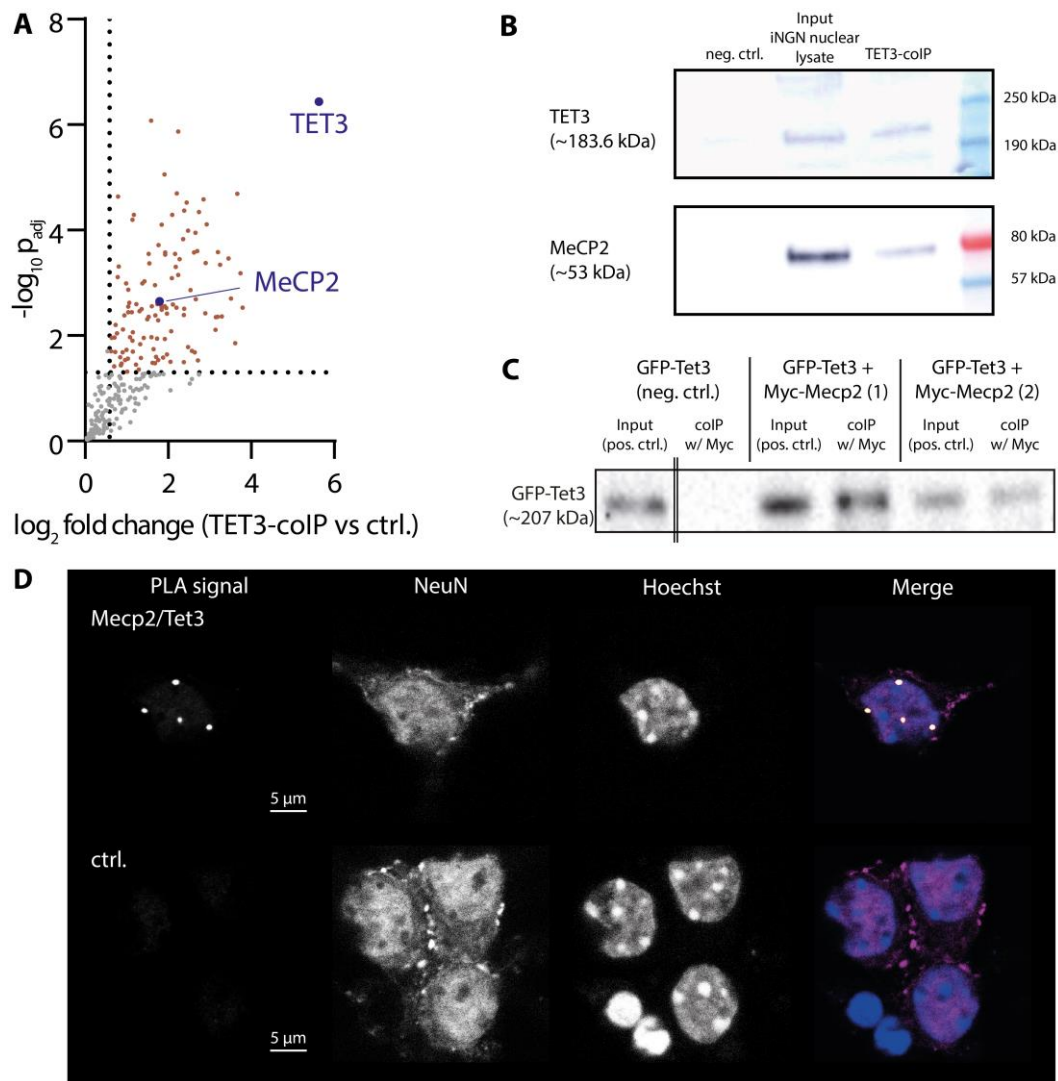 A
8
6
4
2
0
0
2
4
6
-log10 padj
log2 fold change (TET3-coIP vs ctrl.)
TET3
MeCP2
B
neg. ctrl.
Input
iNGN nuclear
lysate
TET3-coIP
TET3
(~183.6 kDa)
250 kDa
190 kDa
MeCP2
(~53 kDa)
80 kDa
57 kDa
C
GFP-Tet3
(neg. ctrl.)
GFP-Tet3 +
Myc-Mecp2 (1)
GFP-Tet3 +
Myc-Mecp2 (2)
Input
(pos. ctrl.)
coIP
w/ Myc
Input
(pos. ctrl.)
coIP
w/ Myc
Input
(pos. ctrl.)
coIP
w/ Myc
GFP-Tet3
(~207 kDa)
D
PLA signal
NeuN
Hoechst
Merge
Mecp2/Tet3
5 µm
ctrl.
5 µm